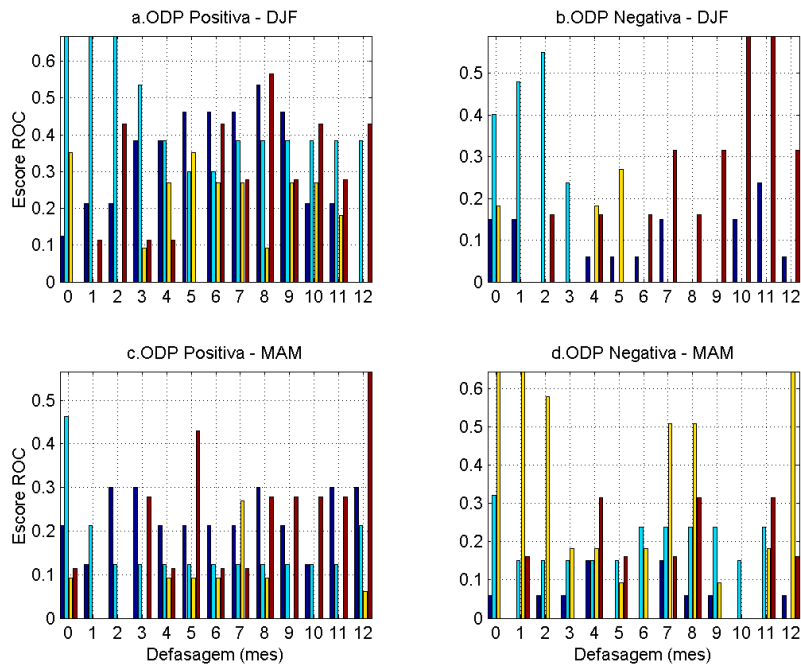 a.ODP Positiva - DJF
b.ODP Negativa - DJF
Escore ROC
0.6
0.5
0.4
0.3
0.2
0.1
0
0 1 2 3 4 5 6 7 8 9 10 11 12
0.5
0.4
0.3
0.2
0.1
0
0 1 2 3 4 5 6 7 8 9 10 11 12
c.ODP Positiva - MAM
d.ODP Negativa - MAM
Escore ROC
0.5
0.4
0.3
0.2
0.1
0
0 1 2 3 4 5 6 7 8 9 10 11 12
Defasagem (mes)
0.6
0.5
0.4
0.3
0.2
0.1
0
0 1 2 3 4 5 6 7 8 9 10 11 12
Defasagem (mes)